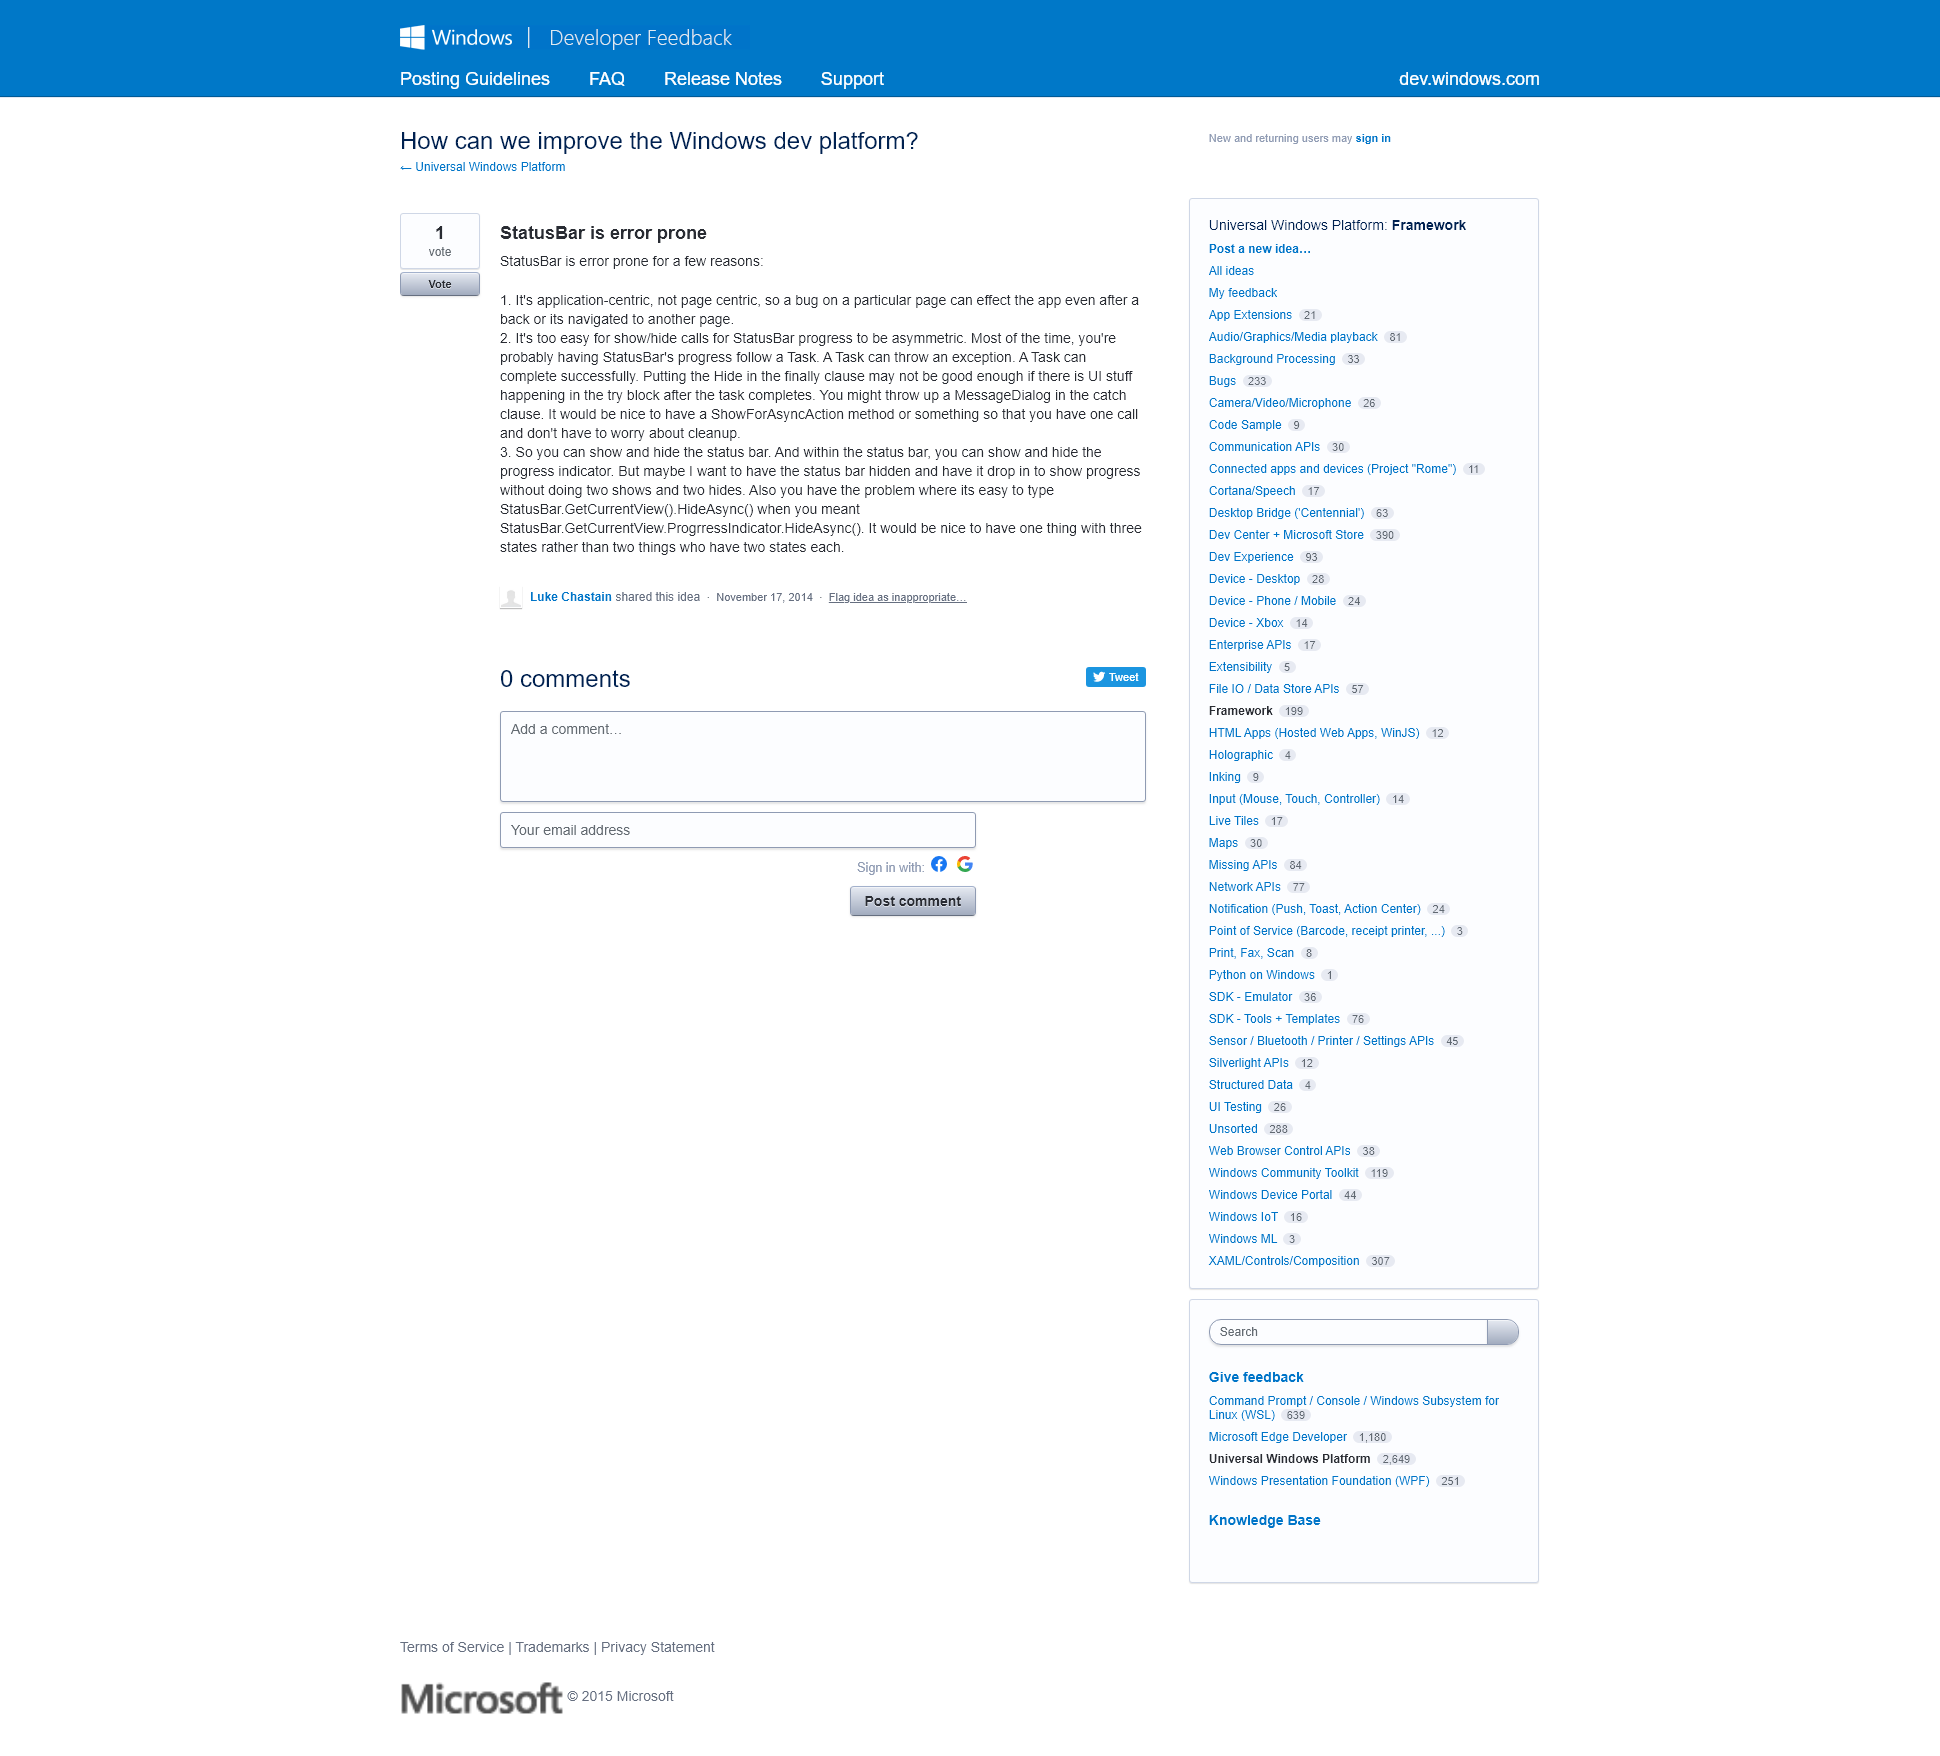 Windows | Developer Feedback
Posting Guidelines FAQ Release Notes Support dev.windows.com
How can we improve the Windows dev platform?
← Universal Windows Platform
New and returning users may sign in
1
vote
Vote
StatusBar is error prone
StatusBar is error prone for a few reasons:
1. It's application-centric, not page centric, so a bug on a particular page can effect the app even after a
back or its navigated to another page.
2. It's too easy for show/hide calls for StatusBar progress to be asymmetric. Most of the time, you're
probably having StatusBar's progress follow a Task. A Task can throw an exception. A Task can
complete successfully. Putting the Hide in the finally clause may not be good enough if there is UI stuff
happening in the try block after the task completes. You might throw up a MessageDialog in the catch
clause. It would be nice to have a ShowForAsyncAction method or something so that you have one call
and don't have to worry about cleanup.
3. So you can show and hide the status bar. And within the status bar, you can show and hide the
progress indicator. But maybe I want to have the status bar hidden and have it drop in to show progress
without doing two shows and two hides. Also you have the problem where its easy to type
StatusBar.GetCurrentView().HideAsync() when you meant
StatusBar.GetCurrentView.ProgrressIndicator.HideAsync(). It would be nice to have one thing with three
states rather than two things who have two states each.
Luke Chastain shared this idea · November 17, 2014 · Flag idea as inappropriate…
0 comments
Tweet
Add a comment…
Your email address
Sign in with:
Post comment
Universal Windows Platform: Framework
Post a new idea…
All ideas
My feedback
App Extensions 21
Audio/Graphics/Media playback 81
Background Processing 33
Bugs 233
Camera/Video/Microphone 26
Code Sample 9
Communication APIs 30
Connected apps and devices (Project "Rome") 11
Cortana/Speech 17
Desktop Bridge ('Centennial') 63
Dev Center + Microsoft Store 390
Dev Experience 93
Device - Desktop 28
Device - Phone / Mobile 24
Device - Xbox 14
Enterprise APIs 17
Extensibility 5
File IO / Data Store APIs 57
Framework 199
HTML Apps (Hosted Web Apps, WinJS) 12
Holographic 4
Inking 9
Input (Mouse, Touch, Controller) 14
Live Tiles 17
Maps 30
Missing APIs 84
Network APIs 77
Notification (Push, Toast, Action Center) 24
Point of Service (Barcode, receipt printer, ...) 3
Print, Fax, Scan 8
Python on Windows 1
SDK - Emulator 36
SDK - Tools + Templates 76
Sensor / Bluetooth / Printer / Settings APIs 45
Silverlight APIs 12
Structured Data 4
UI Testing 26
Unsorted 288
Web Browser Control APIs 38
Windows Community Toolkit 119
Windows Device Portal 44
Windows IoT 16
Windows ML 3
XAML/Controls/Composition 307
Search
Give feedback
Command Prompt / Console / Windows Subsystem for
Linux (WSL) 639
Microsoft Edge Developer 1,180
Universal Windows Platform 2,649
Windows Presentation Foundation (WPF) 251
Knowledge Base
Terms of Service | Trademarks | Privacy Statement
Microsoft © 2015 Microsoft